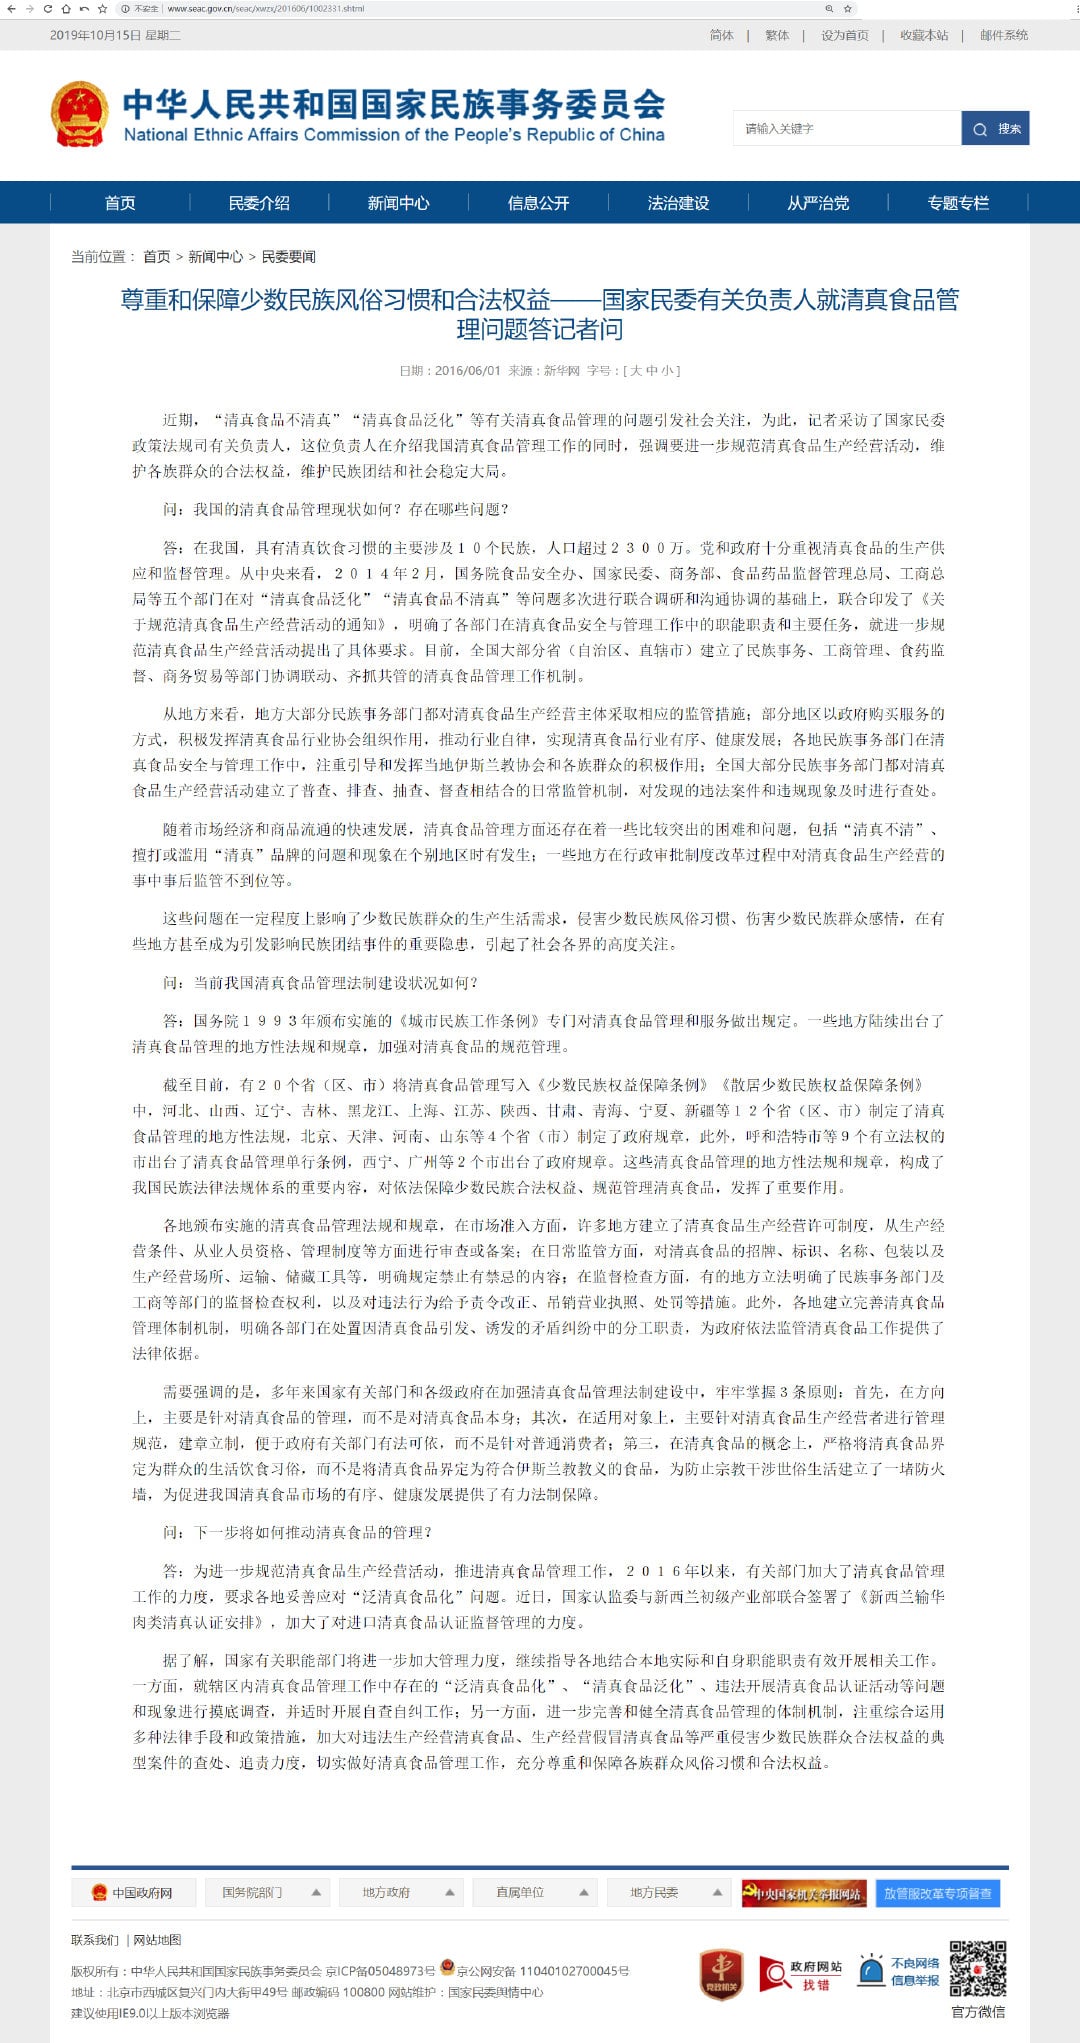 不安全 | www.seac.gov.cn/seac/xwzx/201606/1002331.shtml
2019年10月15日 星期二
简体 | 繁体 | 设为首页 | 收藏本站 | 邮件系统
中华人民共和国国家民族事务委员会
National Ethnic Affairs Commission of the People's Republic of China
请输入关键字
搜索
首页 民委介绍 新闻中心 信息公开 法治建设 从严治党 专题专栏
当前位置： 首页 > 新闻中心 > 民委要闻
尊重和保障少数民族风俗习惯和合法权益——国家民委有关负责人就清真食品管
理问题答记者问
日期：2016/06/01 来源：新华网 字号：[ 大 中 小 ]
近期，“清真食品不清真”“清真食品泛化”等有关清真食品管理的问题引发社会关注，为此，记者采访了国家民委
政策法规司有关负责人，这位负责人在介绍我国清真食品管理工作的同时，强调要进一步规范清真食品生产经营活动，维
护各族群众的合法权益，维护民族团结和社会稳定大局。
问：我国的清真食品管理现状如何？存在哪些问题？
答：在我国，具有清真饮食习惯的主要涉及１０个民族，人口超过２３００万。党和政府十分重视清真食品的生产供
应和监督管理。从中央来看，２０１４年２月，国务院食品安全办、国家民委、商务部、食品药品监督管理总局、工商总
局等五个部门在对“清真食品泛化”“清真食品不清真”等问题多次进行联合调研和沟通协调的基础上，联合印发了《关
于规范清真食品生产经营活动的通知》，明确了各部门在清真食品安全与管理工作中的职能职责和主要任务，就进一步规
范清真食品生产经营活动提出了具体要求。目前，全国大部分省（自治区、直辖市）建立了民族事务、工商管理、食药监
督、商务贸易等部门协调联动、齐抓共管的清真食品管理工作机制。
从地方来看，地方大部分民族事务部门都对清真食品生产经营主体采取相应的监管措施；部分地区以政府购买服务的
方式，积极发挥清真食品行业协会组织作用，推动行业自律，实现清真食品行业有序、健康发展；各地民族事务部门在清
真食品安全与管理工作中，注重引导和发挥当地伊斯兰教协会和各族群众的积极作用；全国大部分民族事务部门都对清真
食品生产经营活动建立了普查、排查、抽查、督查相结合的日常监管机制，对发现的违法案件和违规现象及时进行查处。
随着市场经济和商品流通的快速发展，清真食品管理方面还存在着一些比较突出的困难和问题，包括“清真不清”、
擅打或滥用“清真”品牌的问题和现象在个别地区时有发生；一些地方在行政审批制度改革过程中对清真食品生产经营的
事中事后监管不到位等。
这些问题在一定程度上影响了少数民族群众的生产生活需求，侵害少数民族风俗习惯、伤害少数民族群众感情，在有
些地方甚至成为引发影响民族团结事件的重要隐患，引起了社会各界的高度关注。
问：当前我国清真食品管理法制建设状况如何？
答：国务院１９９３年颁布实施的《城市民族工作条例》专门对清真食品管理和服务做出规定。一些地方陆续出台了
清真食品管理的地方性法规和规章，加强对清真食品的规范管理。
截至目前，有２０个省（区、市）将清真食品管理写入《少数民族权益保障条例》《散居少数民族权益保障条例》
中，河北、山西、辽宁、吉林、黑龙江、上海、江苏、陕西、甘肃、青海、宁夏、新疆等１２个省（区、市）制定了清真
食品管理的地方性法规，北京、天津、河南、山东等４个省（市）制定了政府规章，此外，呼和浩特市等９个有立法权的
市出台了清真食品管理单行条例，西宁、广州等２个市出台了政府规章。这些清真食品管理的地方性法规和规章，构成了
我国民族法律法规体系的重要内容，对依法保障少数民族合法权益、规范管理清真食品，发挥了重要作用。
各地颁布实施的清真食品管理法规和规章，在市场准入方面，许多地方建立了清真食品生产经营许可制度，从生产经
营条件、从业人员资格、管理制度等方面进行审查或备案；在日常监管方面，对清真食品的招牌、标识、名称、包装以及
生产经营场所、运输、储藏工具等，明确规定禁止有禁忌的内容；在监督检查方面，有的地方立法明确了民族事务部门及
工商等部门的监督检查权利，以及对违法行为给予责令改正、吊销营业执照、处罚等措施。此外，各地建立完善清真食品
管理体制机制，明确各部门在处置因清真食品引发、诱发的矛盾纠纷中的分工职责，为政府依法监管清真食品工作提供了
法律依据。
需要强调的是，多年来国家有关部门和各级政府在加强清真食品管理法制建设中，牢牢掌握３条原则：首先，在方向
上，主要是针对清真食品的管理，而不是对清真食品本身；其次，在适用对象上，主要针对清真食品生产经营者进行管理
规范，建章立制，便于政府有关部门有法可依，而不是针对普通消费者；第三，在清真食品的概念上，严格将清真食品界
定为群众的生活饮食习俗，而不是将清真食品界定为符合伊斯兰教教义的食品，为防止宗教干涉世俗生活建立了一堵防火
墙，为促进我国清真食品市场的有序、健康发展提供了有力法制保障。
问：下一步将如何推动清真食品的管理？
答：为进一步规范清真食品生产经营活动，推进清真食品管理工作，２０１６年以来，有关部门加大了清真食品管理
工作的力度，要求各地妥善应对“泛清真食品化”问题。近日，国家认监委与新西兰初级产业部联合签署了《新西兰输华
肉类清真认证安排》，加大了对进口清真食品认证监督管理的力度。
据了解，国家有关职能部门将进一步加大管理力度，继续指导各地结合本地实际和自身职能职责有效开展相关工作。
一方面，就辖区内清真食品管理工作中存在的“泛清真食品化”、“清真食品泛化”、违法开展清真食品认证活动等问题
和现象进行摸底调查，并适时开展自查自纠工作；另一方面，进一步完善和健全清真食品管理的体制机制，注重综合运用
多种法律手段和政策措施，加大对违法生产经营清真食品、生产经营假冒清真食品等严重侵害少数民族群众合法权益的典
型案件的查处、追责力度，切实做好清真食品管理工作，充分尊重和保障各族群众风俗习惯和合法权益。
中国政府网 国务院部门 地方政府 直属单位 地方民委 中央国家机关举报网站 放管服改革专项督查
联系我们 | 网站地图
版权所有：中华人民共和国国家民族事务委员会 京ICP备05048973号 京公网安备 11040102700045号
地址：北京市西城区复兴门内大街甲49号 邮政编码 100800 网站维护：国家民委舆情中心
建议使用IE9.0以上版本浏览器
党政机关
政府网站
找错
不良网络
信息举报
官方微信